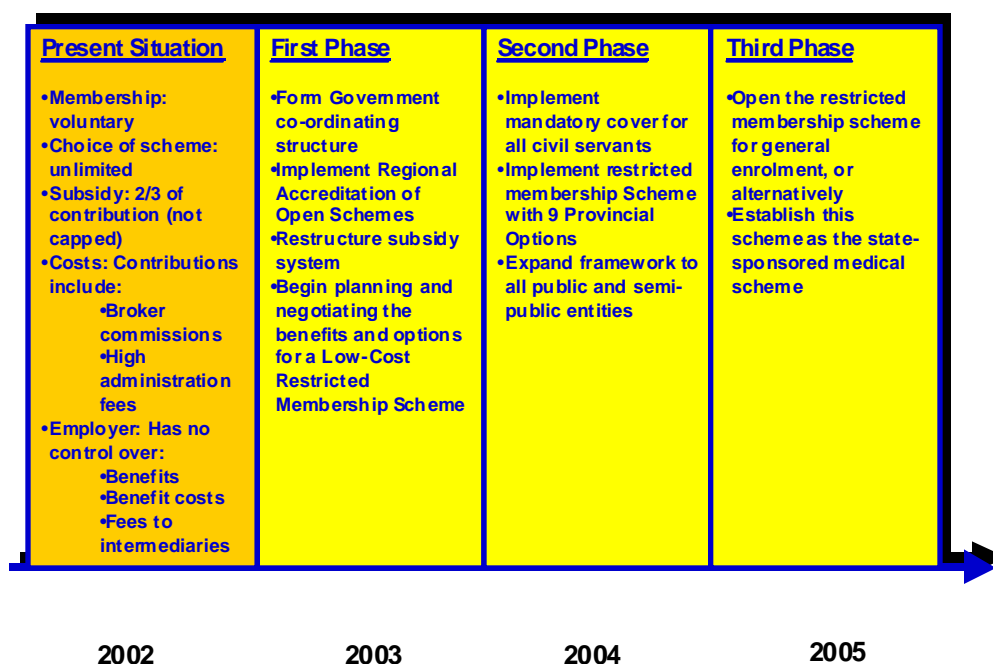 Present Situation
•Membership:
voluntary
•Choice of scheme:
unlimited
•Subsidy: 2/3 of
contribution (not
capped)
•Costs: Contributions
include:
•Broker
commissions
•High
administration
fees
•Employer: Has no
control over:
•Benefits
•Benefit costs
•Fees to
intermediaries
First Phase
•Form Government
co-ordinating
structure
•Implement Regional
Accreditation of
Open Schemes
•Restructure subsidy
system
•Begin planning and
negotiating the
benefits and options
for a Low-Cost
Restricted
Membership Scheme
Second Phase
•Implement
mandatory cover for
all civil servants
•Implement restricted
membership Scheme
with 9 Provincial
Options
•Expand framework to
all public and semi-
public entities
Third Phase
•Open the restricted
membership scheme
for general
enrolment, or
alternatively
•Establish this
scheme as the state-
sponsored medical
scheme
2002
2003
2004
2005